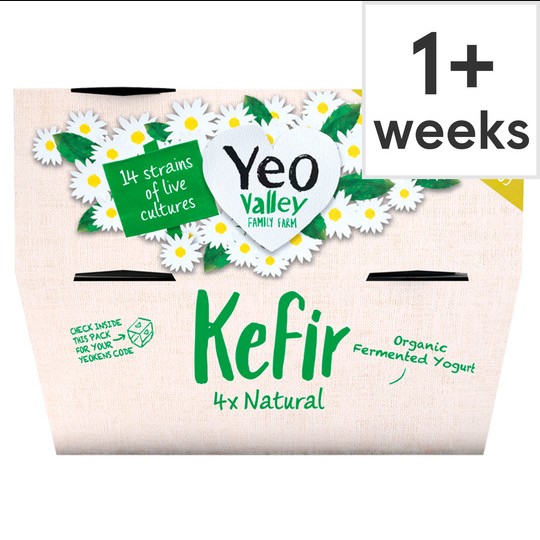 1+
weeks
14 strains
of live
cultures
Yeo
Valley
FAMILY FARM
Kefir
4x Natural
CHECK INSIDE
THIS PACK
FOR YOUR
YEOKENS CODE
Organic
Fermented Yogurt